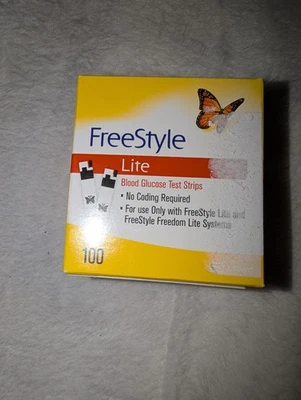 FreeStyle
Lite
Blood Glucose Test Strips
• No Coding Required
• For use Only with FreeStyle Lite and
FreeStyle Freedom Lite Systems
100